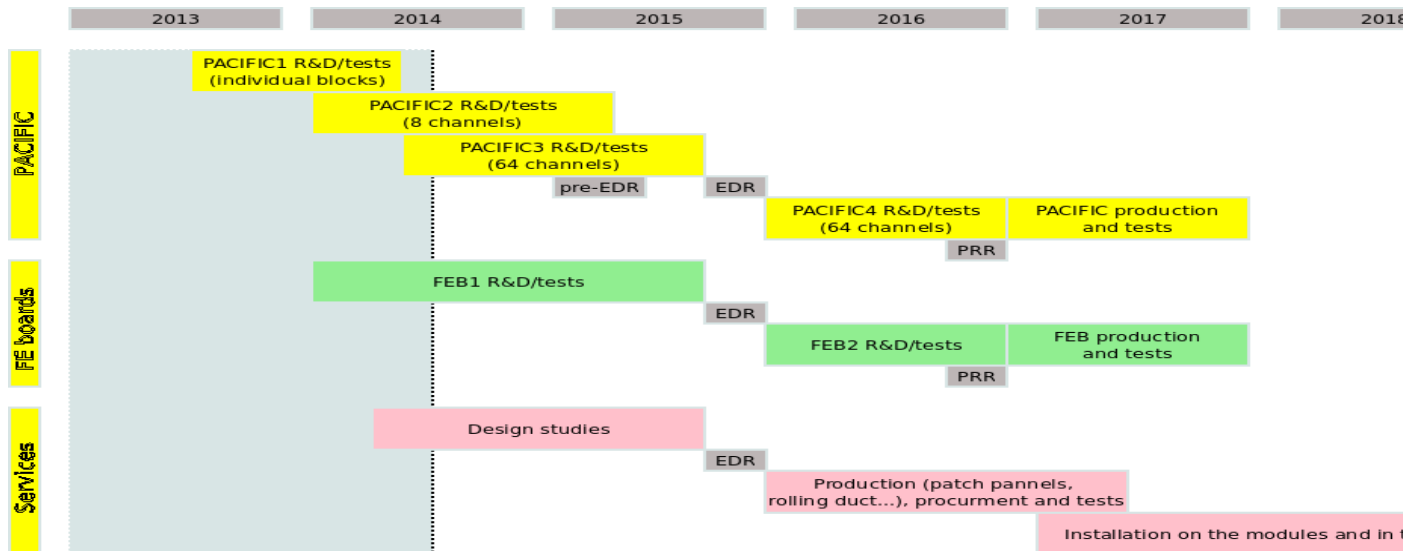 2013 2014 2015 2016 2017 2018
PACIFIC
PACIFIC1 R&D/tests
(individual blocks)
PACIFIC2 R&D/tests
(8 channels)
PACIFIC3 R&D/tests
(64 channels)
pre-EDR EDR
PACIFIC4 R&D/tests
(64 channels)
PACIFIC production
and tests
PRR
FE boards
FEB1 R&D/tests
EDR
FEB2 R&D/tests
FEB production
and tests
PRR
Services
Design studies
EDR
Production (patch pannels,
rolling duct...), procurment and tests
Installation on the modules and in t